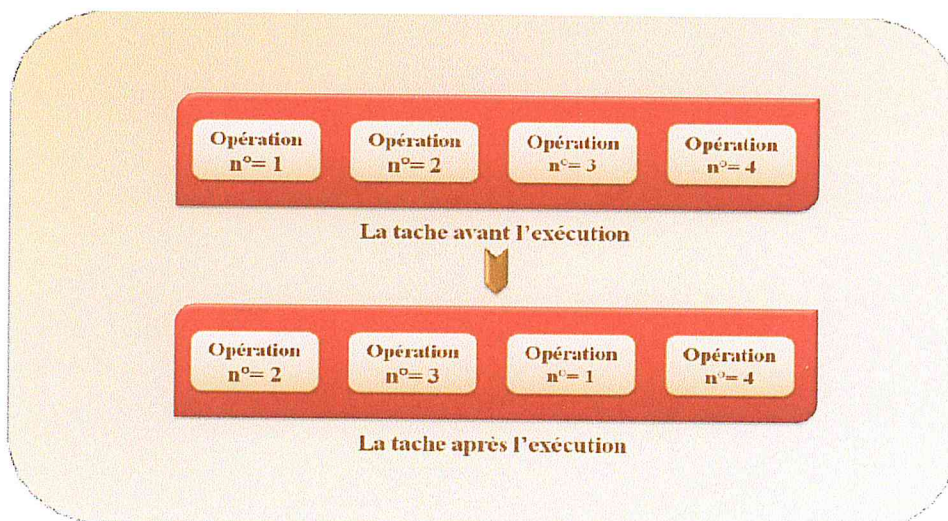 Opération
n°= 1
Opération
n°= 2
Opération
n°= 3
Opération
n°= 4
La tache avant l'exécution
Opération
n°= 2
Opération
n°= 3
Opération
n°= 1
Opération
n°= 4
La tache après l'exécution